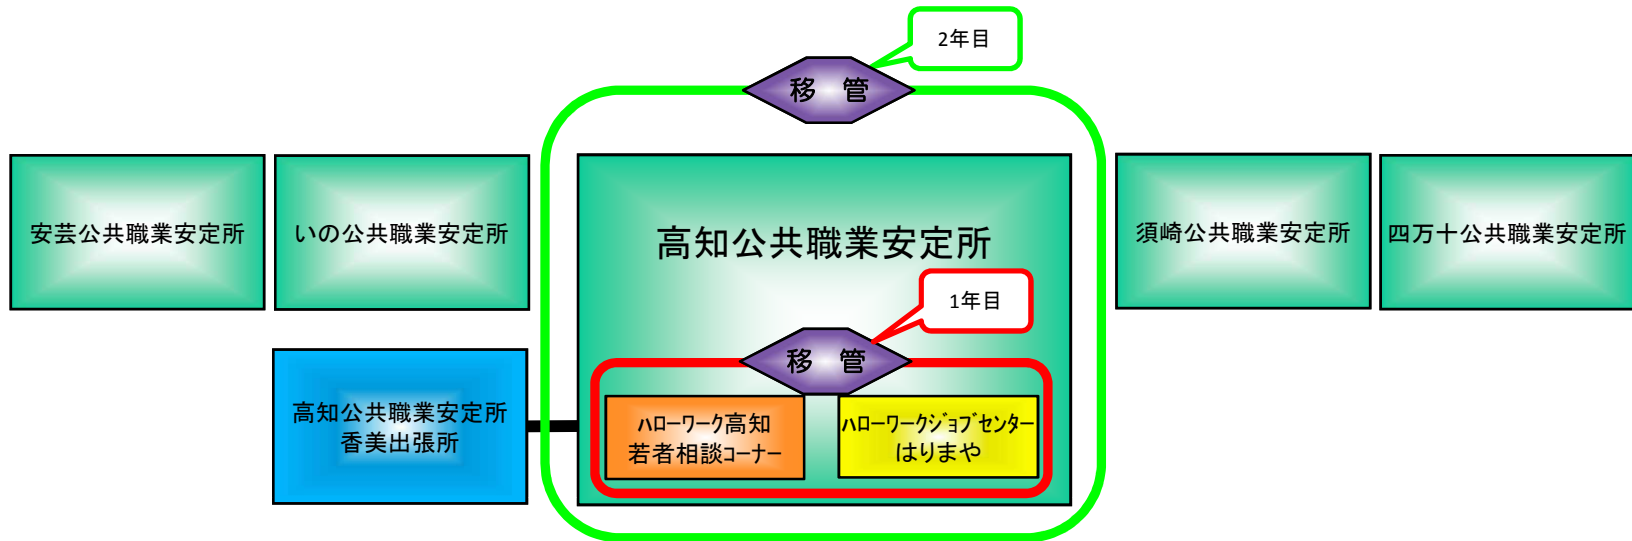 2年目
移 管
安芸公共職業安定所
いの公共職業安定所
高知公共職業安定所
須崎公共職業安定所
四万十公共職業安定所
1年目
移 管
高知公共職業安定所
香美出張所
ﾊﾛｰﾜｰｸ高知
若者相談ｺｰﾅｰ
ﾊﾛｰﾜｰｸｼﾞｮﾌﾞｾﾝﾀｰ
はりまや